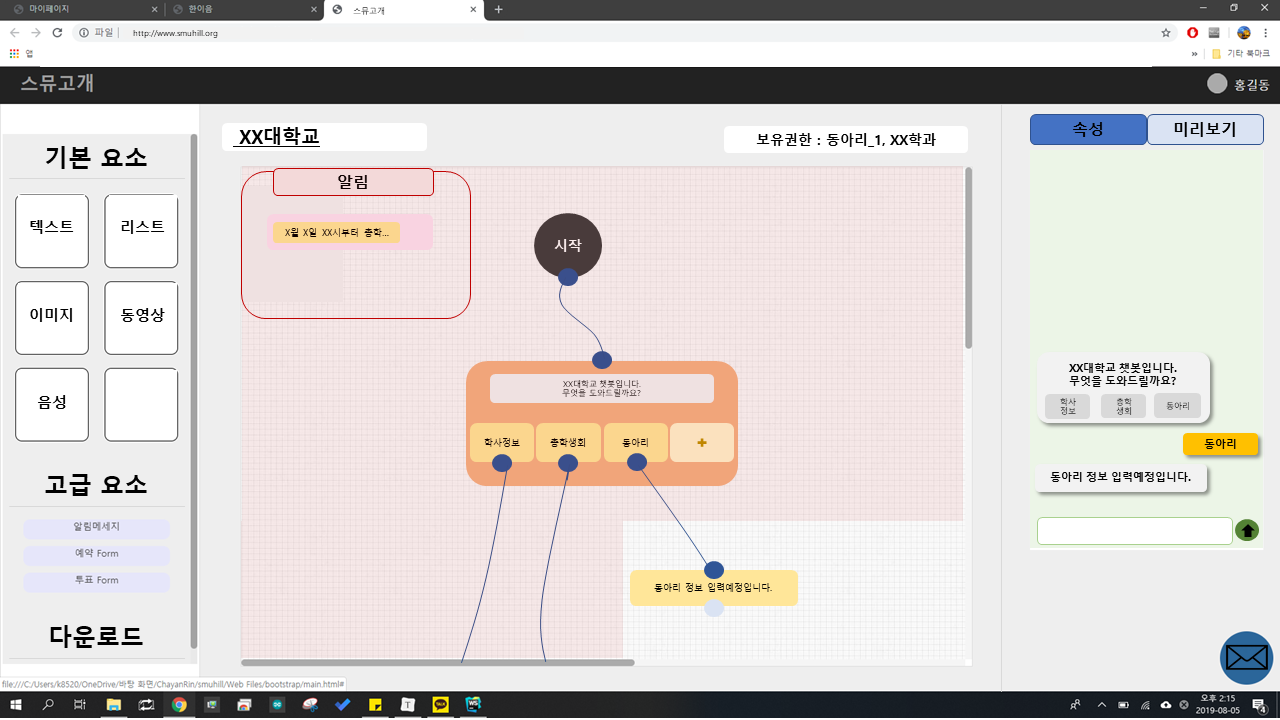 마이페이지
한이음
스뮤고개
파일
http://www.smuhill.org
앱
»
기타 북마크
스뮤고개
홍길동
기본 요소
텍스트
리스트
이미지
동영상
음성
고급 요소
알림메세지
예약 Form
투표 Form
다운로드
XX대학교
보유권한 : 동아리_1, XX학과
알림
X월 X일 XX시부터 총학...
시작
XX대학교 챗봇입니다.
무엇을 도와드릴까요?
학사정보
총학생회
동아리
+
동아리 정보 입력예정입니다.
속성
미리보기
XX대학교 챗봇입니다.
무엇을 도와드릴까요?
학사
정보
총학
생회
동아리
동아리
동아리 정보 입력예정입니다.
file:///C:/Users/k8520/OneDrive/바탕 화면/ChayanRin/smuhill/Web Files/bootstrap/main.html#
오후 2:15
2019-08-05
4